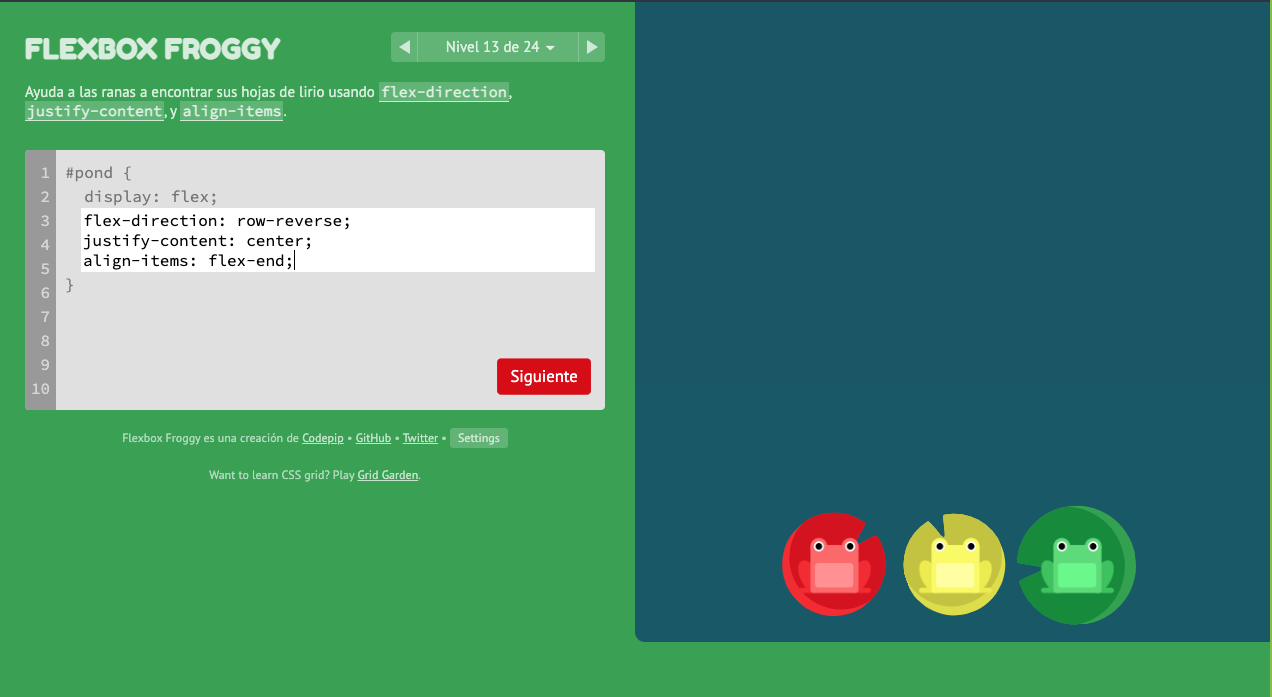 FLEXBOX FROGGY
Nivel 13 de 24
Ayuda a las ranas a encontrar sus hojas de lirio usando flex-direction,
justify-content, y align-items.
1 #pond {
2 display: flex;
3 flex-direction: row-reverse;
4 justify-content: center;
5 align-items: flex-end;
6 }
7
8
9
10
Siguiente
Flexbox Froggy es una creación de Codepip • GitHub • Twitter • Settings
Want to learn CSS grid? Play Grid Garden.